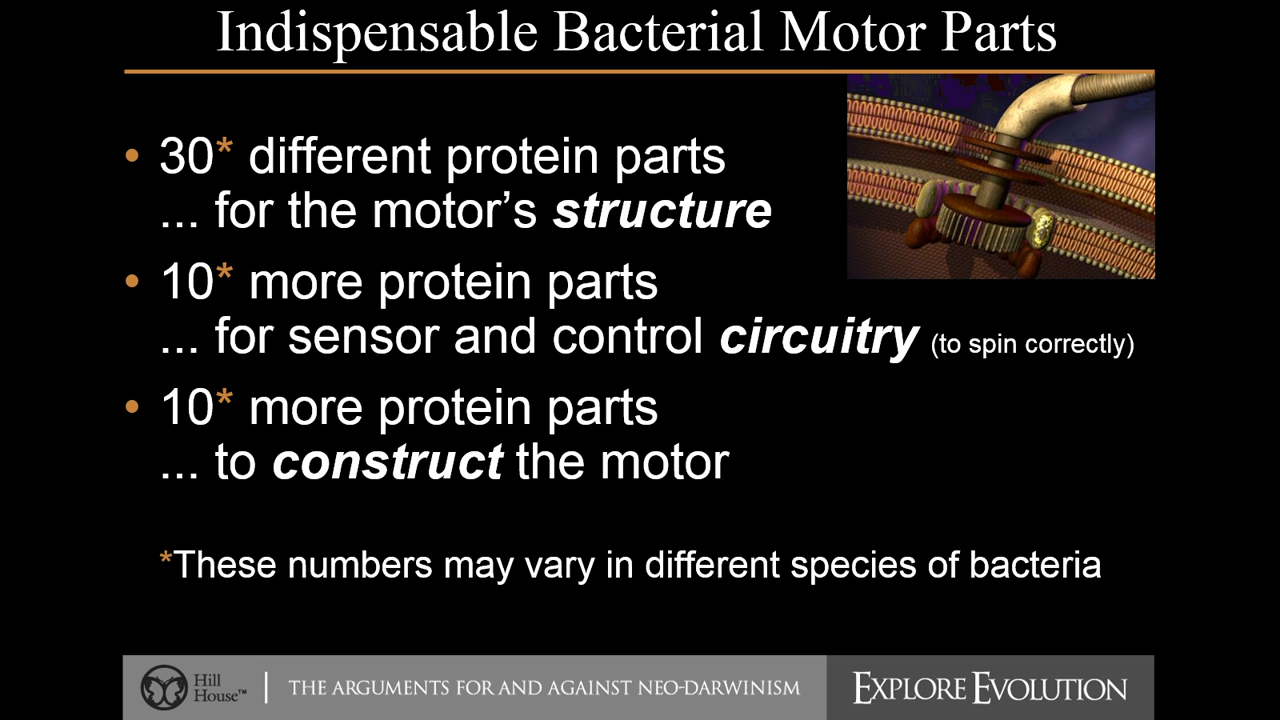 Indispensable Bacterial Motor Parts
• 30* different protein parts
... for the motor’s structure
• 10* more protein parts
... for sensor and control circuitry (to spin correctly)
• 10* more protein parts
... to construct the motor
*These numbers may vary in different species of bacteria
Hill
House™
THE ARGUMENTS FOR AND AGAINST NEO-DARWINISM
EXPLORE EVOLUTION